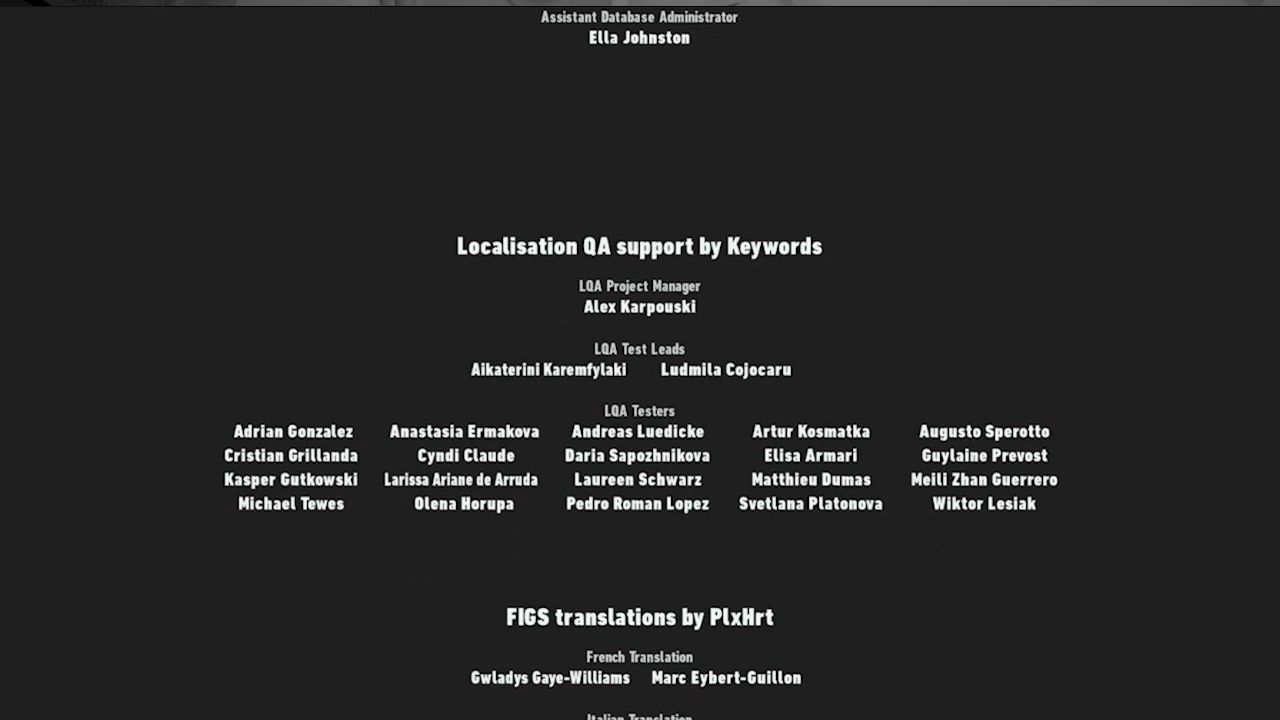 Assistant Database Administrator
Ella Johnston
Localisation QA support by Keywords
LQA Project Manager
Alex Karpouski
LQA Test Leads
Aikaterini Karemfylaki Ludmila Cojocaru
LQA Testers
Adrian Gonzalez Anastasia Ermakova Andreas Luedicke Artur Kosmatka Augusto Sperotto
Cristian Grillanda Cyndi Claude Daria Sapozhnikova Elisa Armari Guylaine Prevost
Kasper Gutkowski Larissa Ariane de Arruda Laureen Schwarz Matthieu Dumas Meili Zhan Guerrero
Michael Tewes Olena Horupa Pedro Roman Lopez Svetlana Platonova Wiktor Lesiak
FIGS translations by PlxHrt
French Translation
Gwladys Gaye-Williams Marc Eybert-Guillon
Italian Translation